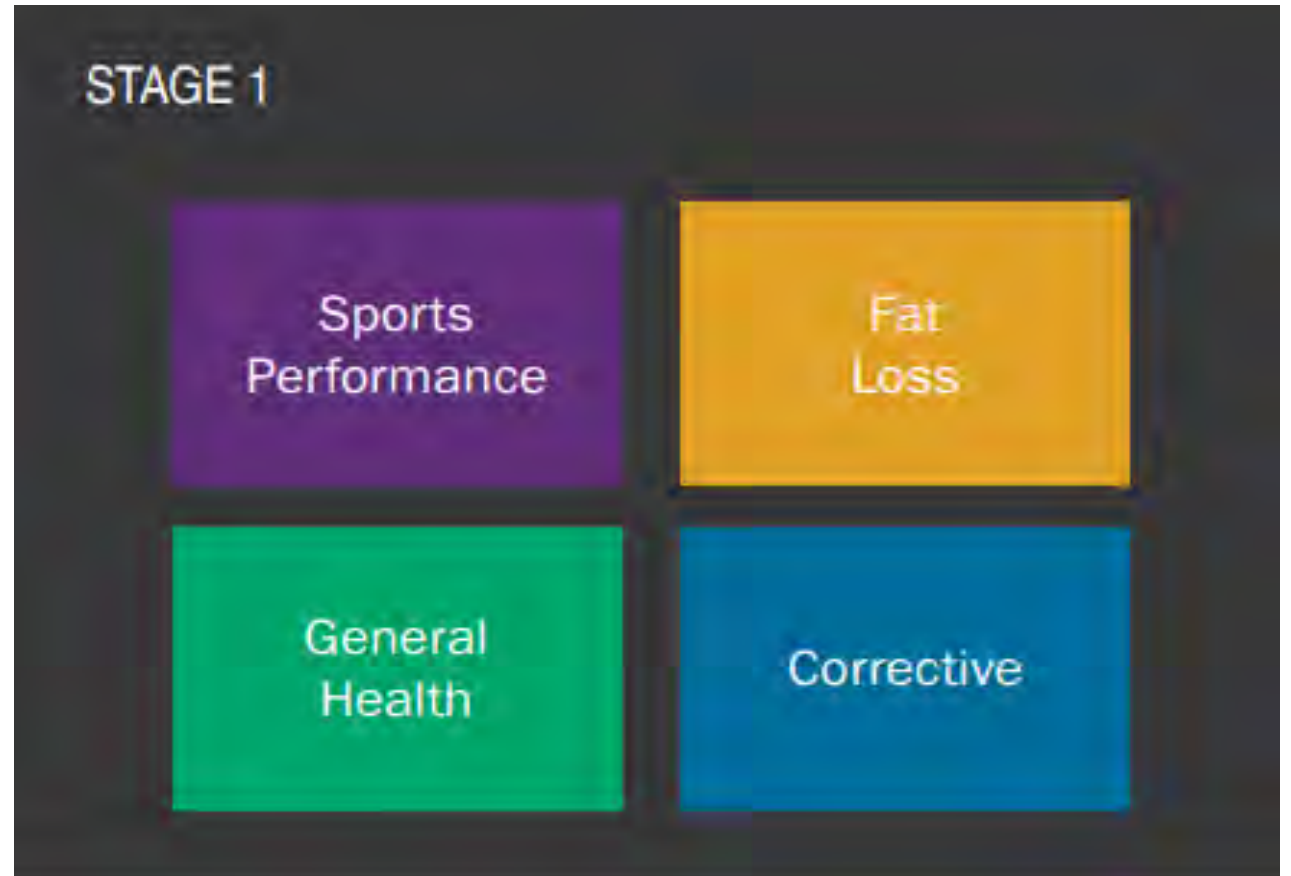 STAGE 1
Sports
Performance
Fat
Loss
General
Health
Corrective